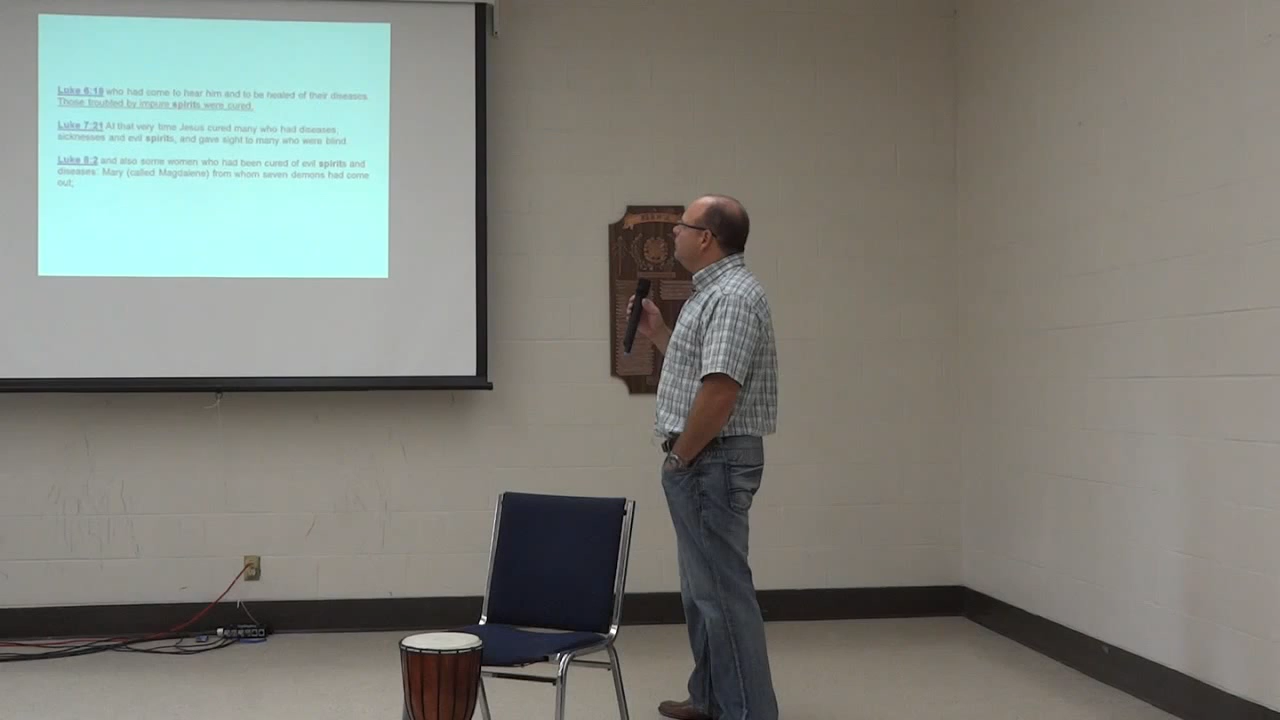 Luke 6:18 who had come to hear him and to be healed of their diseases.
Those troubled by impure spirits were cured,
Luke 7:21 At that very time Jesus cured many who had diseases,
sicknesses and evil spirits, and gave sight to many who were blind.
Luke 8:2 and also some women who had been cured of evil spirits and
diseases: Mary (called Magdalene) from whom seven demons had come
out;